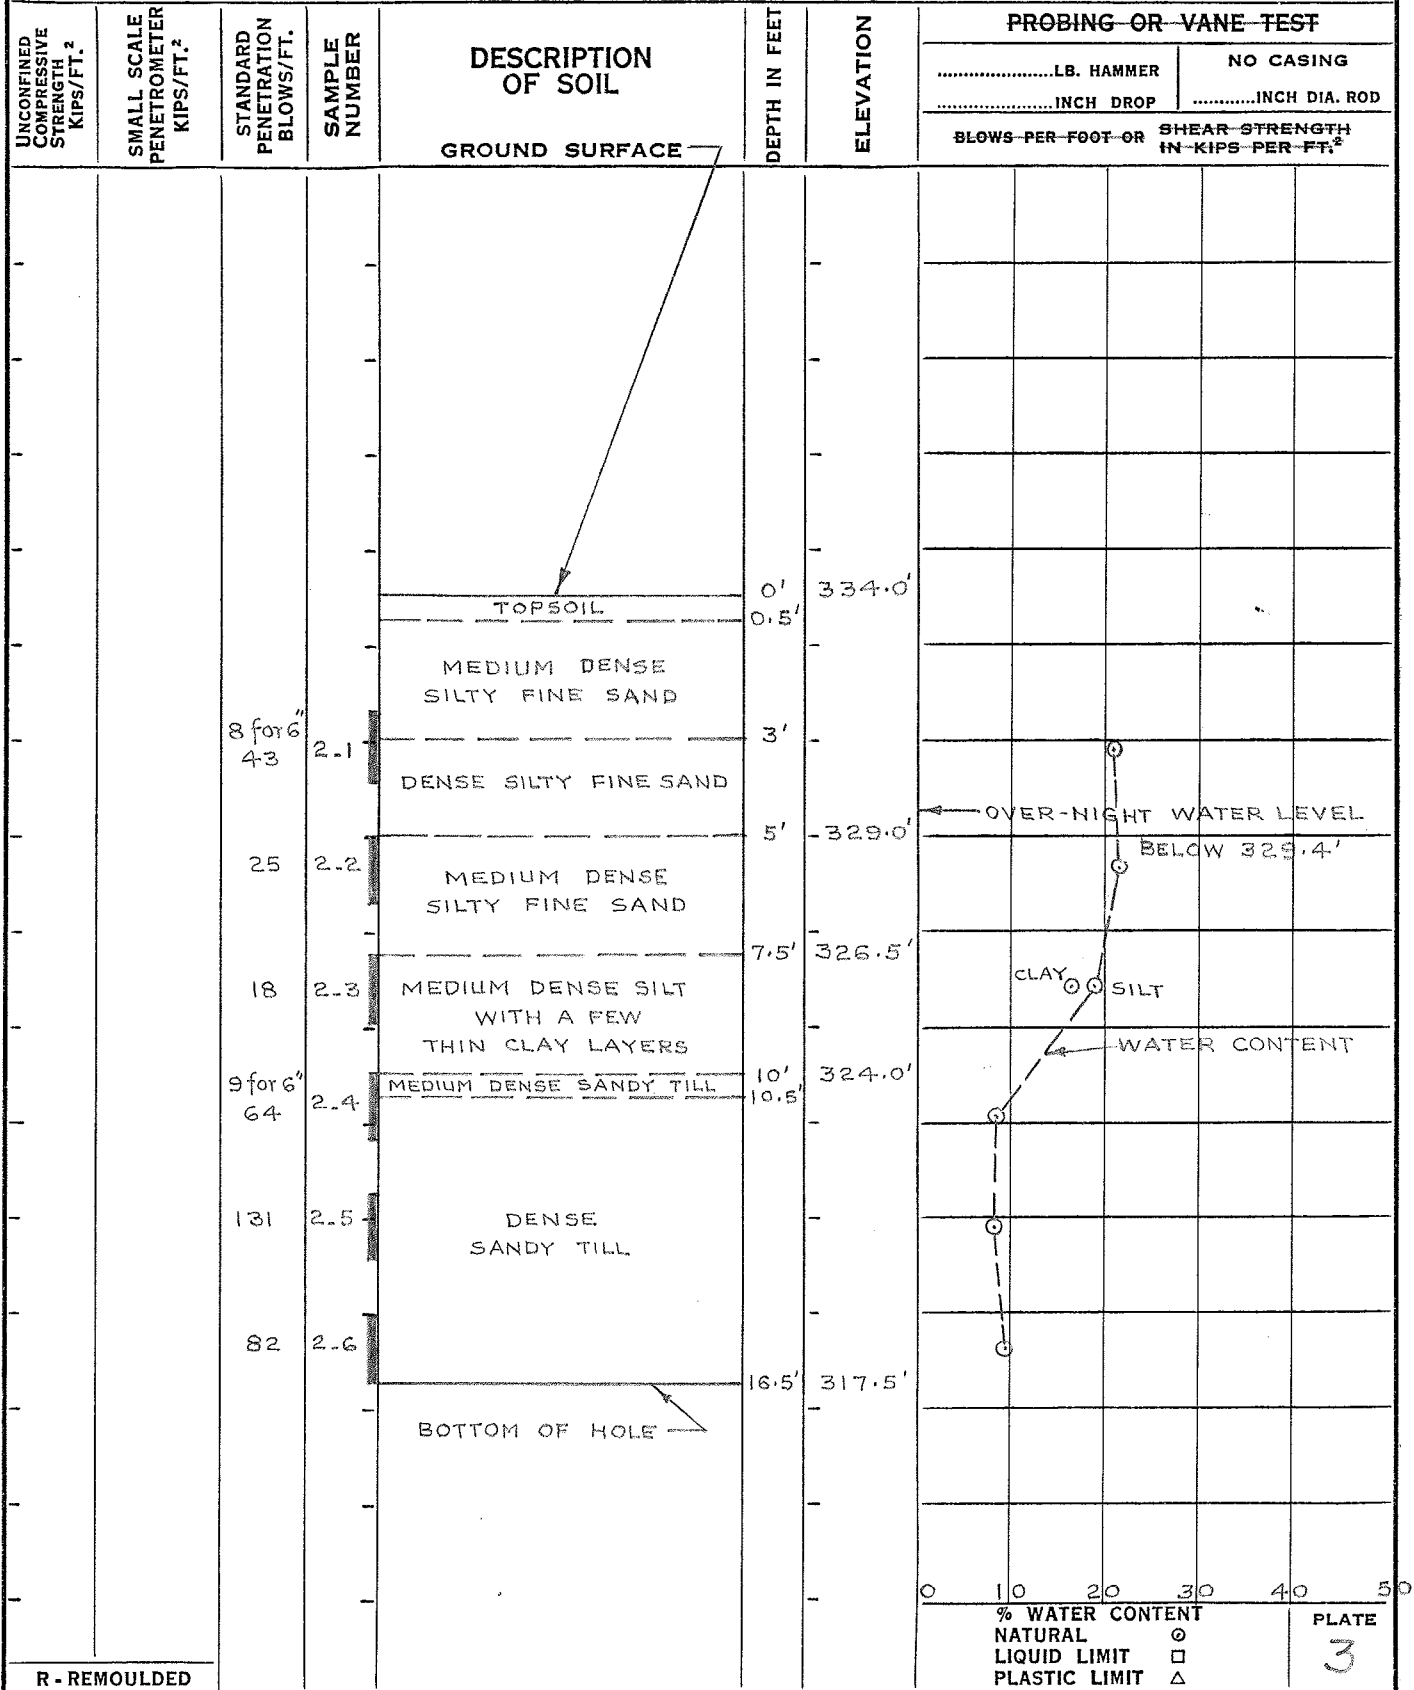 UNCONFINED
COMPRESSIVE
STRENGTH
KIPS/FT.²
SMALL SCALE
PENETROMETER
KIPS/FT.²
STANDARD
PENETRATION
BLOWS/FT.
SAMPLE
NUMBER
DESCRIPTION
OF SOIL
GROUND SURFACE
DEPTH IN FEET
ELEVATION
PROBING OR VANE TEST
.....................LB. HAMMER
NO CASING
.....................INCH DROP
............INCH DIA. ROD
BLOWS PER FOOT OR SHEAR STRENGTH
IN KIPS PER FT.²
0' 334.0'
TOPSOIL
0.5'
MEDIUM DENSE
SILTY FINE SAND
8 for 6"
43
2-1
3'
DENSE SILTY FINE SAND
OVER-NIGHT WATER LEVEL
BELOW 329.4'
5' 329.0'
25 2-2
MEDIUM DENSE
SILTY FINE SAND
7.5' 326.5'
CLAY SILT
18 2-3
MEDIUM DENSE SILT
WITH A FEW
THIN CLAY LAYERS
WATER CONTENT
10' 324.0'
9 for 6"
64
2-4
MEDIUM DENSE SANDY TILL
10.5'
131 2-5
DENSE
SANDY TILL
82 2-6
16.5' 317.5'
BOTTOM OF HOLE
0 10 20 30 40 50
% WATER CONTENT
NATURAL ⊙
LIQUID LIMIT □
PLASTIC LIMIT △
PLATE
3
R - REMOULDED